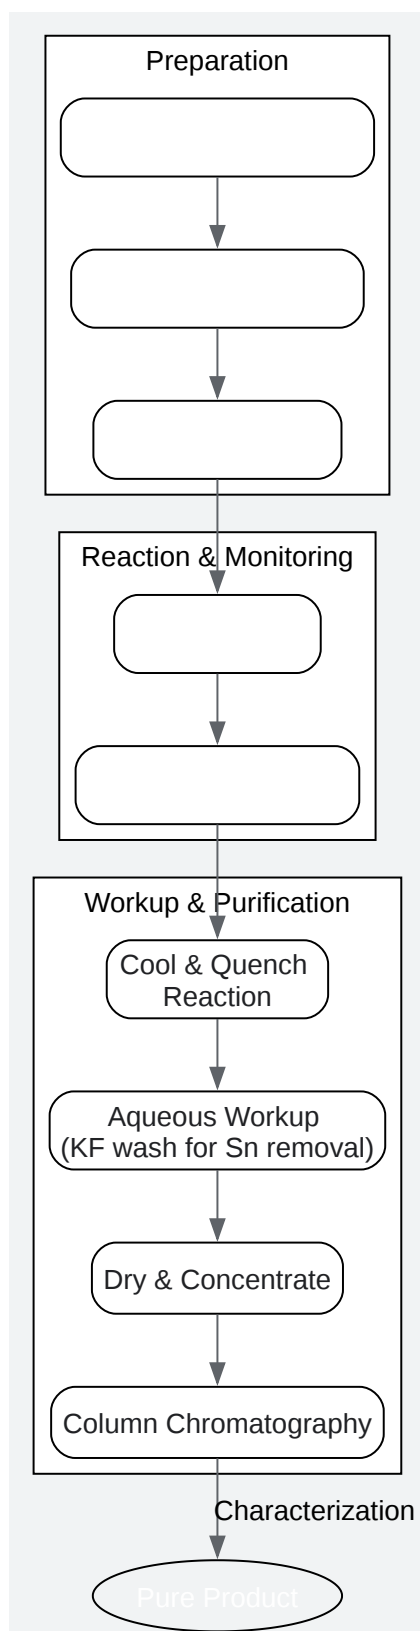 Preparation
Reaction & Monitoring
Workup & Purification
Cool & Quench
Reaction
Aqueous Workup
(KF wash for Sn removal)
Dry & Concentrate
Column Chromatography
Characterization
Pure Product